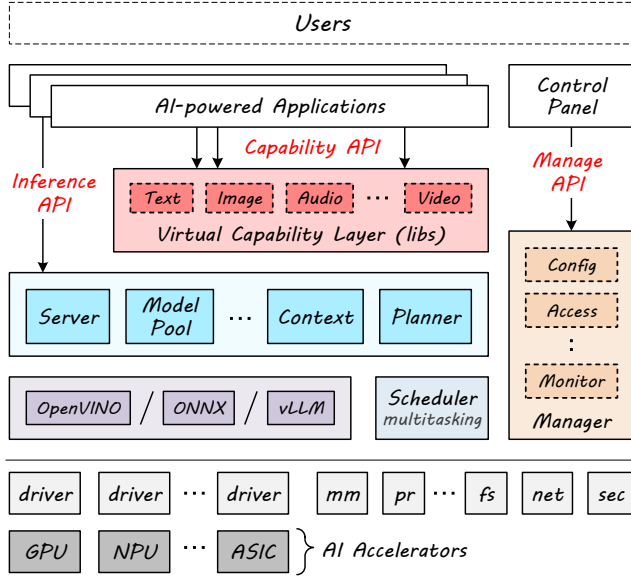 Users
AI-powered Applications
Control
Panel
Capability API
Inference
API
Manage
API
Text Image Audio ... Video
Virtual Capability Layer (libs)
Server
Model
Pool
...
Context
Planner
Config
Access
:
Monitor
Manager
OpenVINO / ONNX / vLLM
Scheduler
multitasking
driver driver ... driver mm pr ... fs net sec
GPU NPU ... ASIC } AI Accelerators